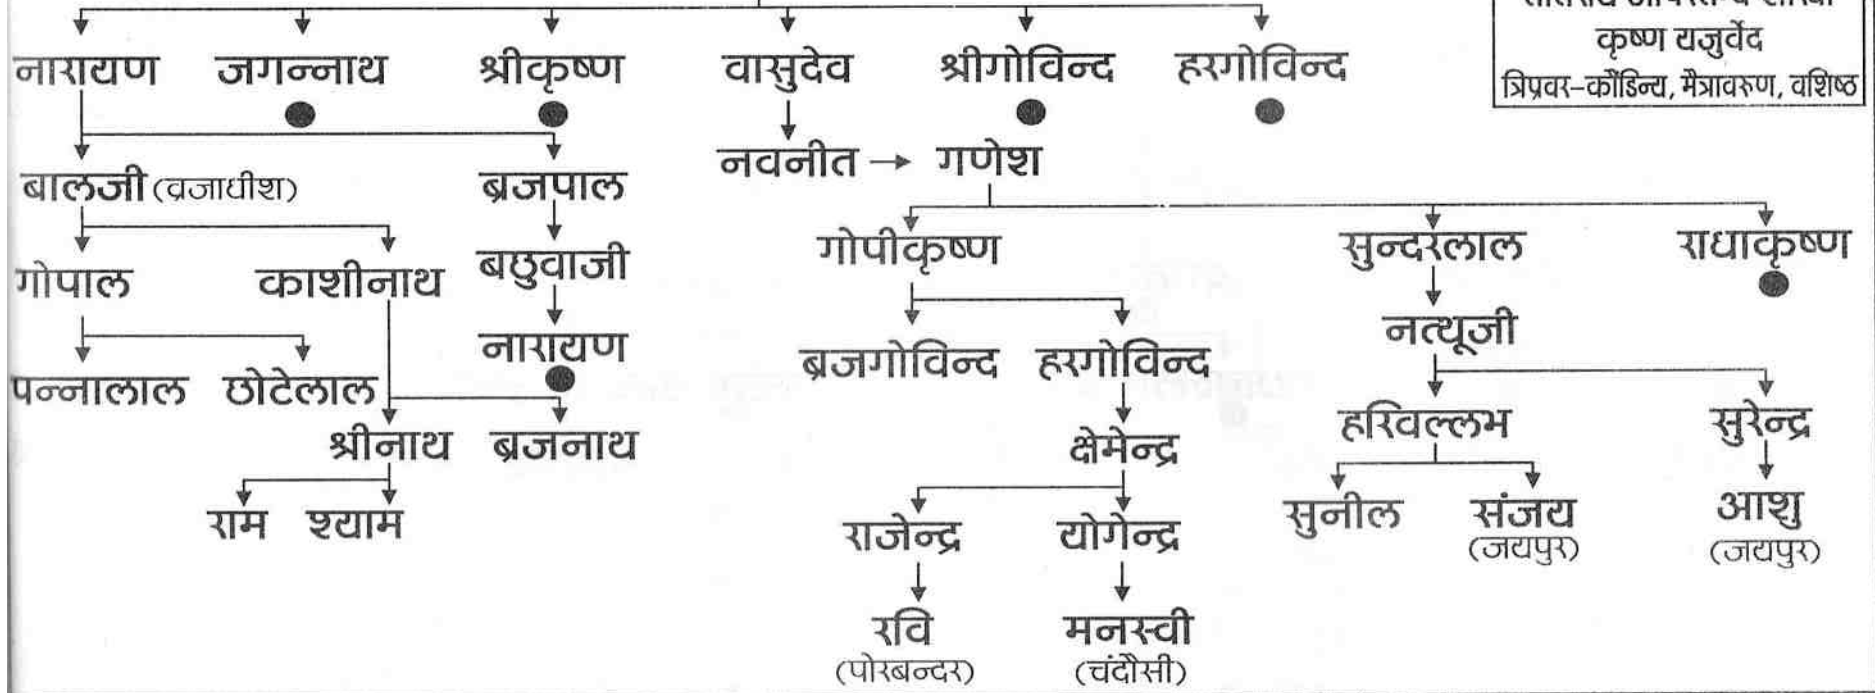 कृष्ण यजुर्वेद
त्रिप्रवर-कौंडिन्य, मैत्रावरुण, वशिष्ठ
नारायण जगन्नाथ श्रीकृष्ण वासुदेव श्रीगोविन्द हरगोविन्द
नवनीत → गणेश
बालजी (व्रजाधीश) ब्रजपाल
गोपीकृष्ण सुन्दरलाल राधाकृष्ण
गोपाल काशीनाथ बछुवाजी
नत्थूजी
नारायण ब्रजगोविन्द हरगोविन्द
पन्नालाल छोटेलाल
श्रीनाथ ब्रजनाथ क्षेमेन्द्र हरिवल्लभ सुरेन्द्र
राम श्याम राजेन्द्र योगेन्द्र सुनील संजय आशु
(जयपुर) (जयपुर)
रवि मनस्वी
(पोरबन्दर) (चंदौसी)